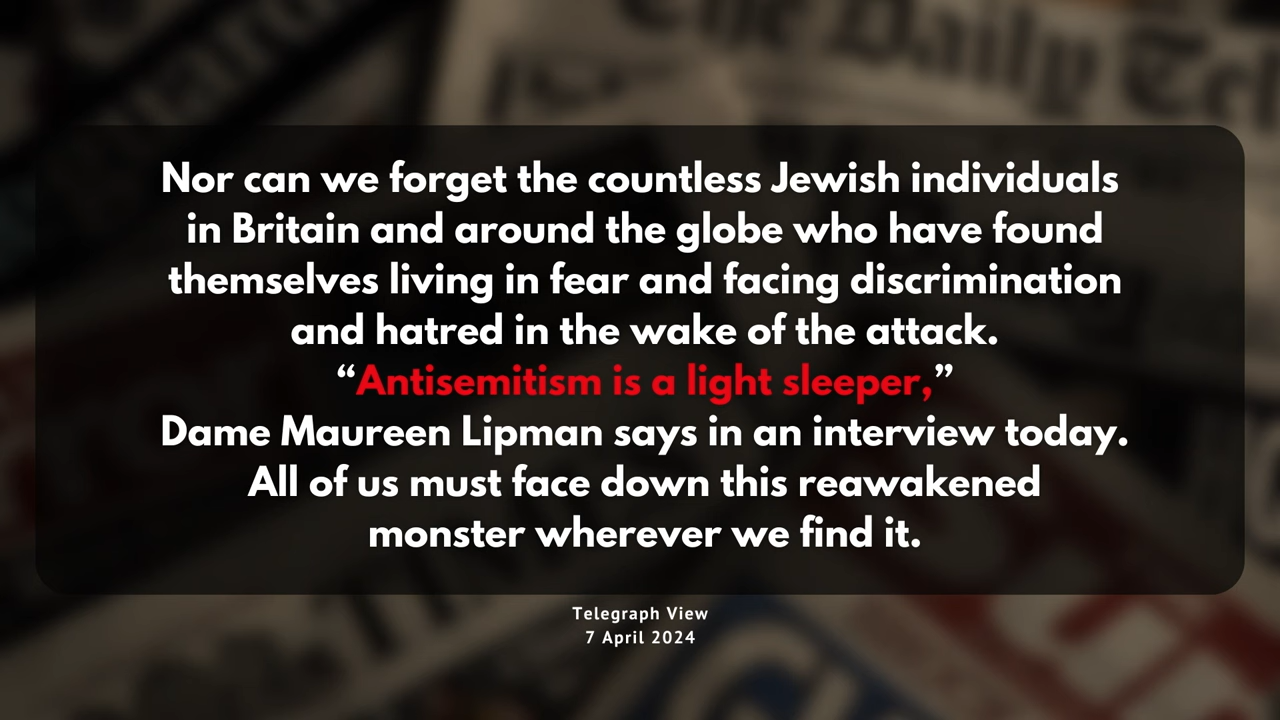 The Daily Tel
Nor can we forget the countless Jewish individuals
in Britain and around the globe who have found
themselves living in fear and facing discrimination
and hatred in the wake of the attack.
“Antisemitism is a light sleeper,”
Dame Maureen Lipman says in an interview today.
All of us must face down this reawakened
monster wherever we find it.
Telegraph View
7 April 2024